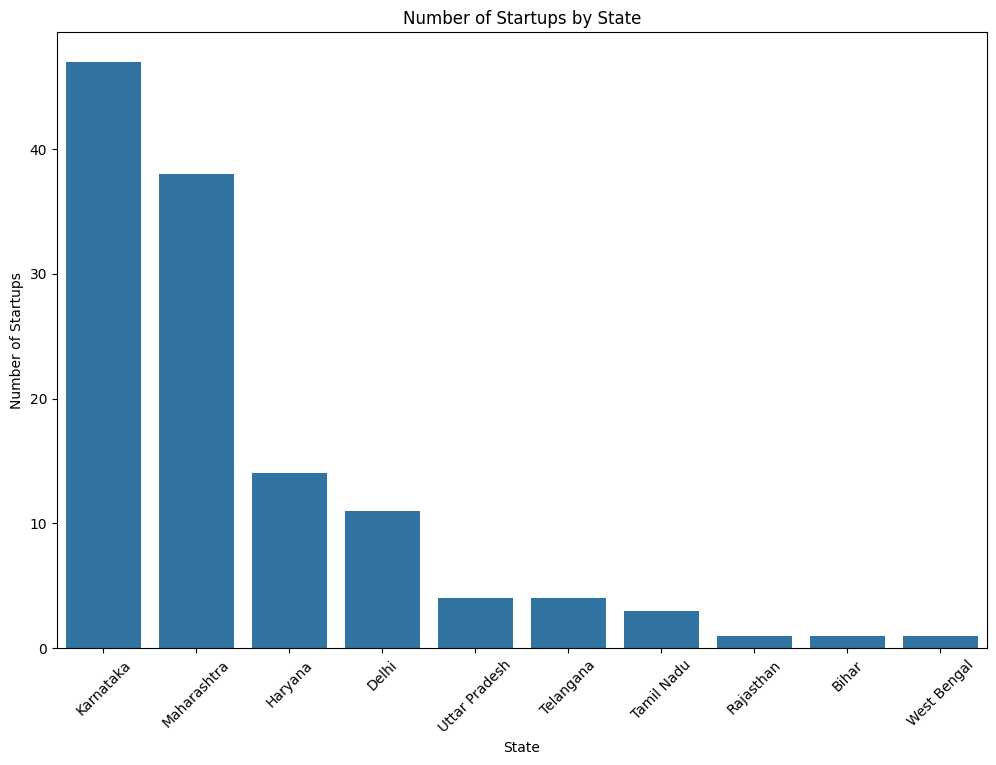 Number of Startups by State
Number of Startups
40
30
20
10
0
Karnataka
Maharashtra
Haryana
Delhi
Uttar Pradesh
Telangana
Tamil Nadu
Rajasthan
Bihar
West Bengal
State